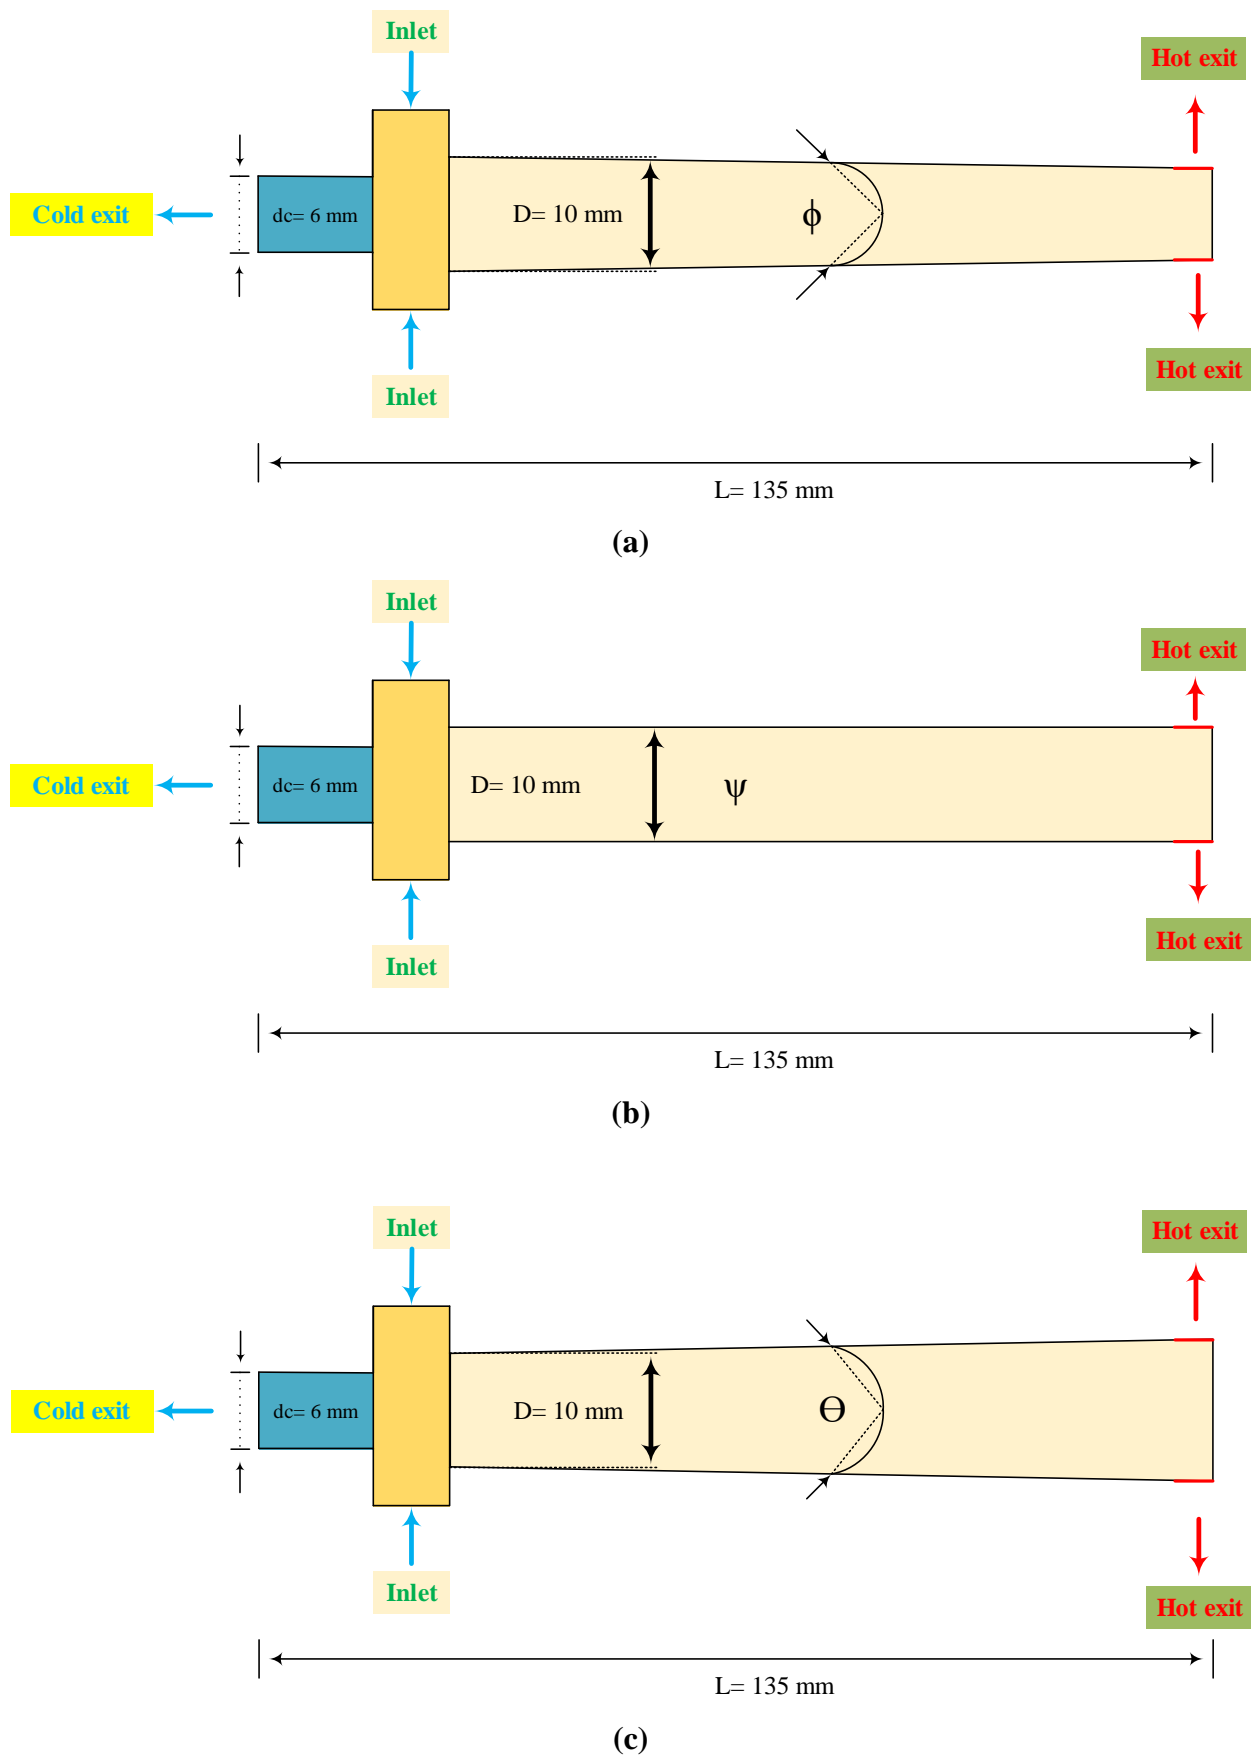 Inlet
Hot exit
Cold exit
dc= 6 mm
D= 10 mm
ϕ
Hot exit
Inlet
L= 135 mm
(a)
Inlet
Hot exit
Cold exit
dc= 6 mm
D= 10 mm
ψ
Hot exit
Inlet
L= 135 mm
(b)
Inlet
Hot exit
Cold exit
dc= 6 mm
D= 10 mm
Ө
Inlet
Hot exit
L= 135 mm
(c)